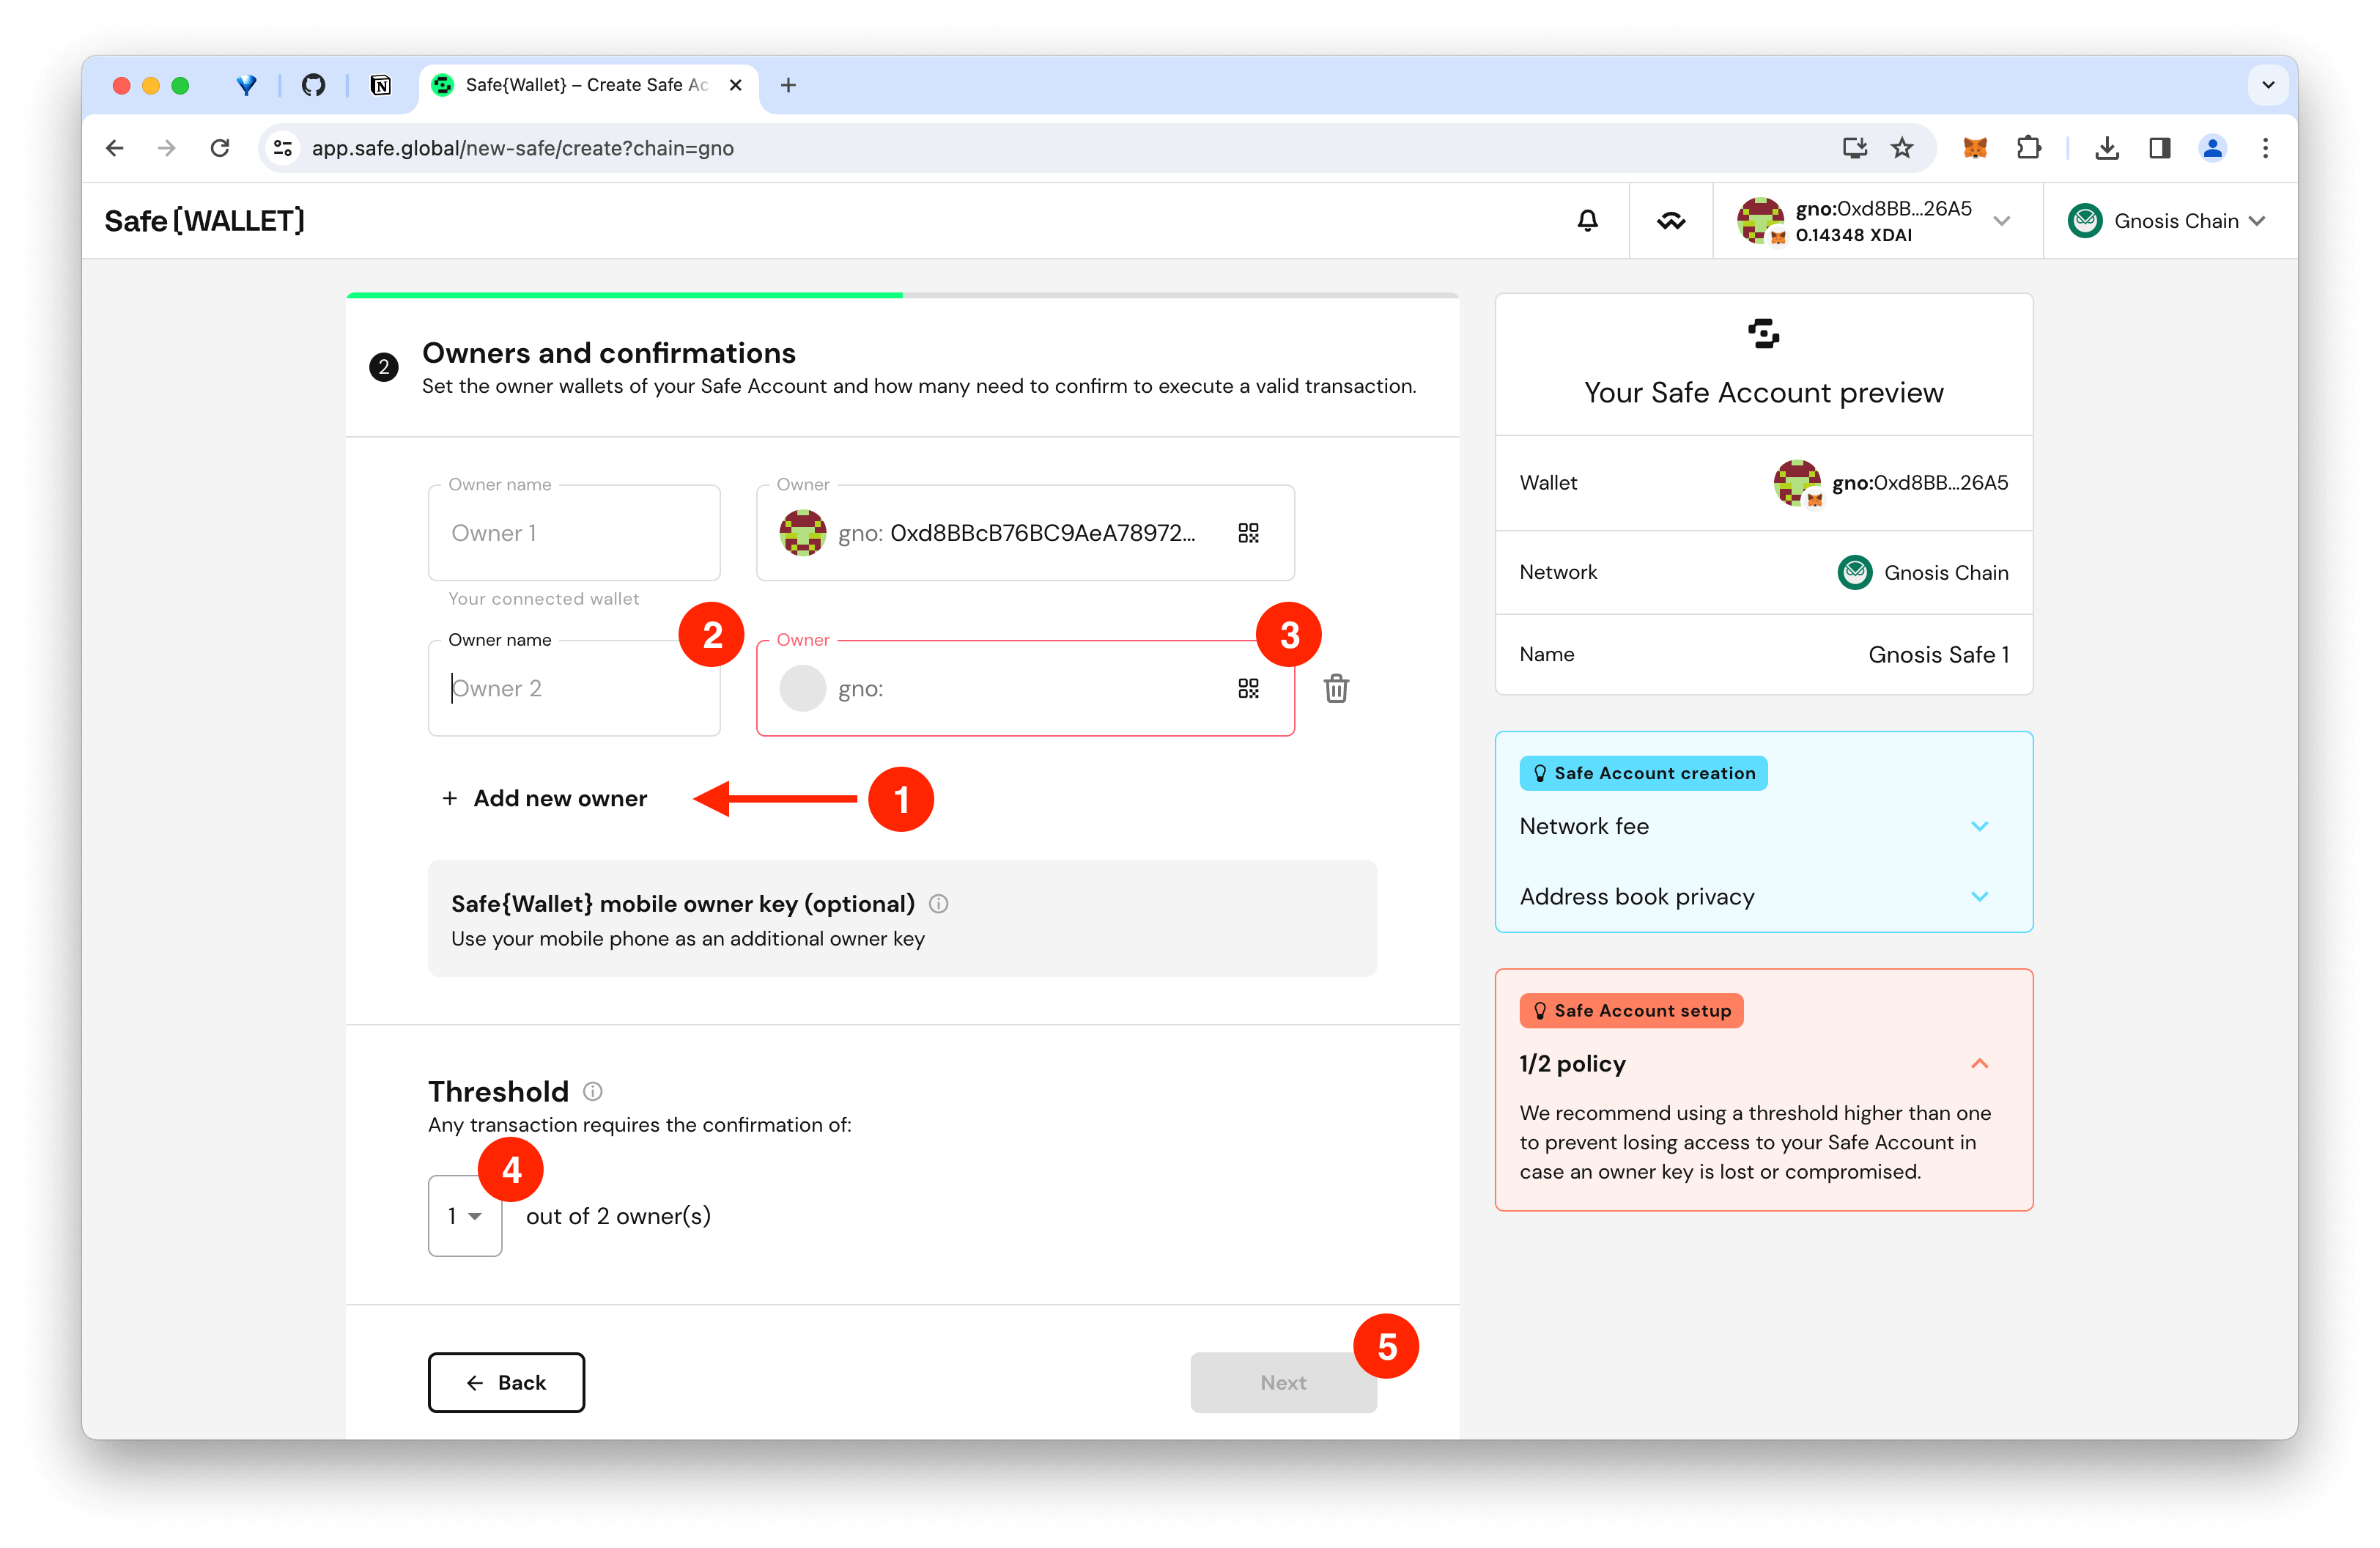 Safe{Wallet} – Create Safe Ac
app.safe.global/new-safe/create?chain=gno
Safe{WALLET}
gno:0xd8BB...26A5
0.14348 XDAI
Gnosis Chain
2
Owners and confirmations
Set the owner wallets of your Safe Account and how many need to confirm to execute a valid transaction.
Owner name
Owner 1
Your connected wallet
Owner
gno: 0xd8BBcB76BC9AeA78972...
Owner name
2
Owner 2
Owner
3
gno:
+ Add new owner
1
Safe{Wallet} mobile owner key (optional)
Use your mobile phone as an additional owner key
Threshold
Any transaction requires the confirmation of:
4
1
out of 2 owner(s)
Back
Next
5
Your Safe Account preview
Wallet
gno:0xd8BB...26A5
Network
Gnosis Chain
Name
Gnosis Safe 1
Safe Account creation
Network fee
Address book privacy
Safe Account setup
1/2 policy
We recommend using a threshold higher than one
to prevent losing access to your Safe Account in
case an owner key is lost or compromised.